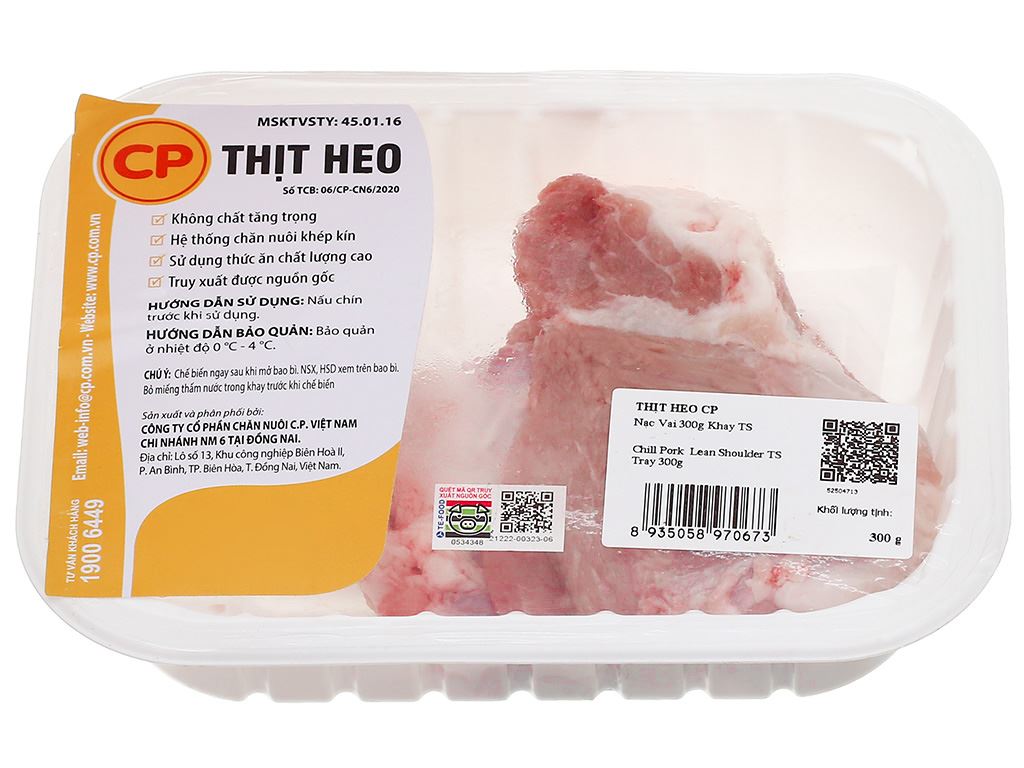 MSKTVSTY: 45.01.16
CP
THỊT HEO
Số TCB: 06/CP-CN6/2020
Không chất tăng trọng
Hệ thống chăn nuôi khép kín
Sử dụng thức ăn chất lượng cao
Truy xuất được nguồn gốc
HƯỚNG DẪN SỬ DỤNG: Nấu chín
trước khi sử dụng.
HƯỚNG DẪN BẢO QUẢN: Bảo quản
ở nhiệt độ 0 °C - 4 °C.
CHÚ Ý: Chế biến ngay sau khi mở bao bì. NSX, HSD xem trên bao bì.
Bỏ miếng thấm nước trong khay trước khi chế biến
Sản xuất và phân phối bởi:
CÔNG TY CỔ PHẦN CHĂN NUÔI C.P. VIỆT NAM
CHI NHÁNH NM 6 TẠI ĐỒNG NAI.
Địa chỉ: Lô số 13, Khu công nghiệp Biên Hoà II,
P. An Bình, TP. Biên Hòa, T. Đồng Nai, Việt Nam.
Email: web-info@cp.com.vn - Website: www.cp.com.vn
TƯ VẤN KHÁCH HÀNG
1900 6449
QUÉT MÃ QR TRUY
XUẤT NGUỒN GỐC
TE-FOOD
0534348 21222-00323-06
THỊT HEO CP
Nạc Vai 300g Khay TS
Chill Pork Lean Shoulder TS
Tray 300g
8 935058 970673
52504713
Khối lượng tịnh:
300 g